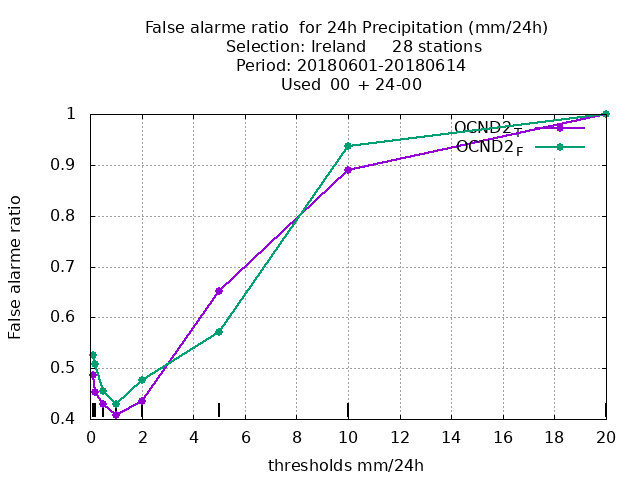 False alarme ratio  for 24h Precipitation (mm/24h)
Selection: Ireland     28 stations
Period: 20180601-20180614
Used  00 + 24-00
OCND2_T
OCND2_F
1
0.9
0.8
0.7
0.6
0.5
0.4
False alarme ratio
0 2 4 6 8 10 12 14 16 18 20
thresholds mm/24h